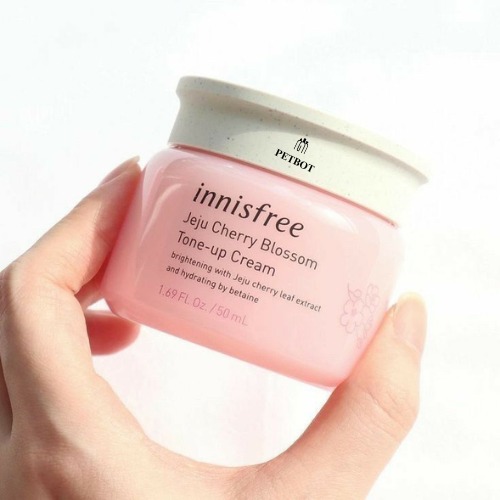 PETBOT
innisfree
Jeju Cherry Blossom
Tone-up Cream
brightening with Jeju cherry leaf extract
and hydrating by betaine
1.69 FL.Oz. / 50 mL